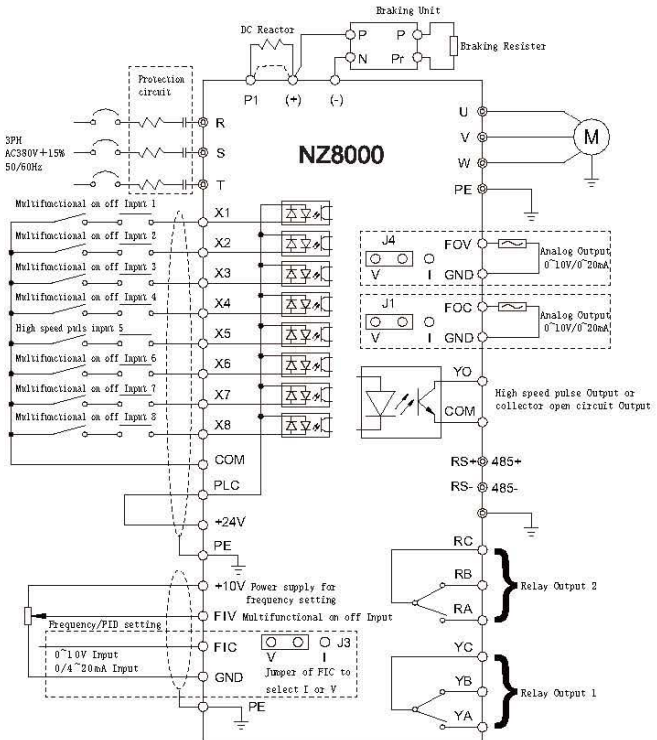 Braking Unit
DC Reactor
P P
N Pr
Braking Resister
Protection
circuit
P1 (+) (-)
3PH
AC380V+15%
50/60Hz
R
S
T
NZ8000
U
V
W
M
PE
Multifunctional on off Input 1
X1
Multifunctional on off Input 2
X2
Multifunctional on off Input 3
X3
Multifunctional on off Input 4
X4
High speed puls input 5
X5
Multifunctional on off Input 6
X6
Multifunctional on off Input 7
X7
Multifunctional on off Input 8
X8
COM
PLC
+24V
PE
J4
V I
FOV
GND
Analog Output
0~10V/0~20mA
J1
V I
FOC
GND
Analog Output
0~10V/0~20mA
YO
COM
High speed pulse Output or
collector open circuit Output
RS+ 485+
RS- 485-
RC
RB
RA
Relay Output 2
YC
YB
YA
Relay Output 1
+10V Power supply for
frequency setting
FIV Multifunctional on off Input
Frequency/PID setting
FIC
0~10V Input
0/4~20mA Input
J3
V I
Jumper of FIC to
select I or V
GND
PE